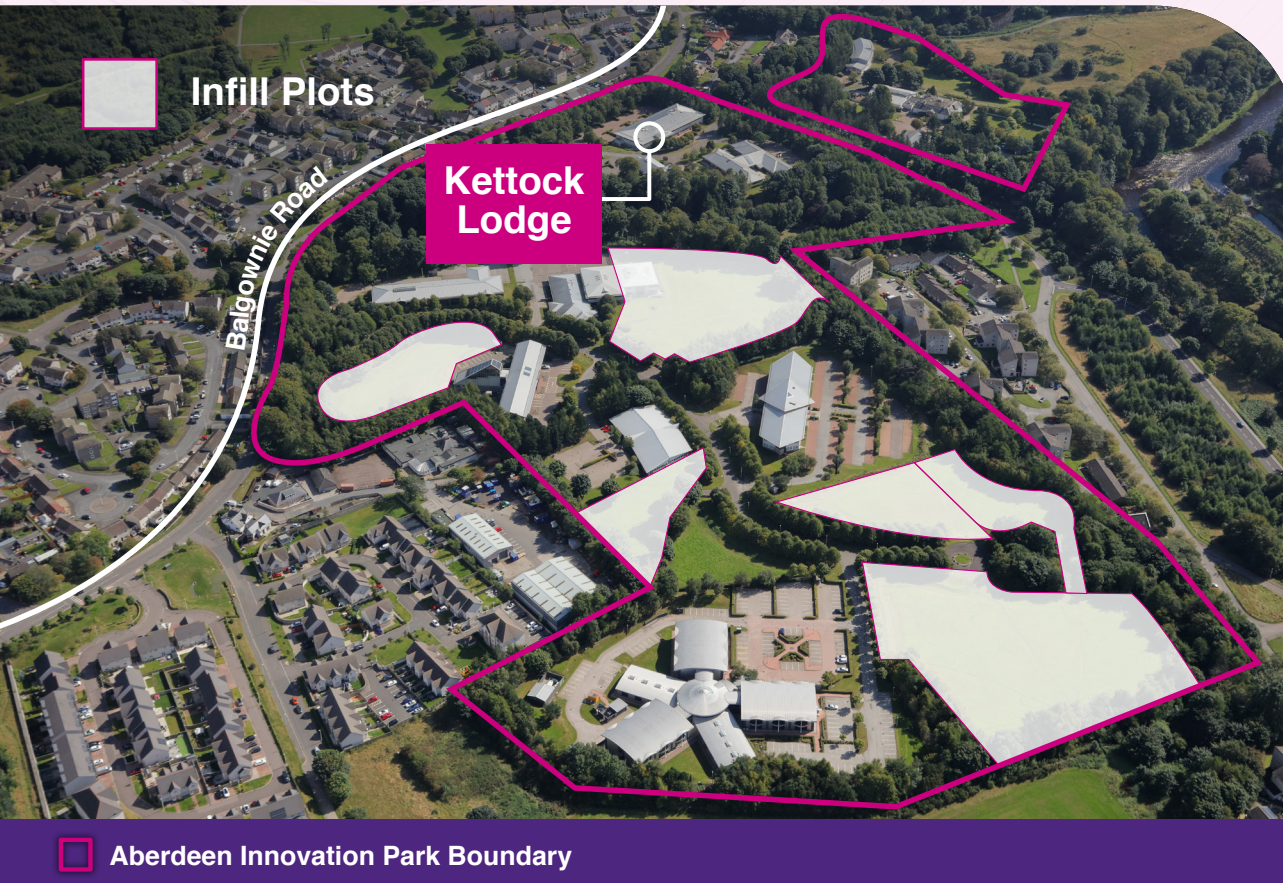 Infill Plots
Kettock
Lodge
Balgownie Road
Aberdeen Innovation Park Boundary